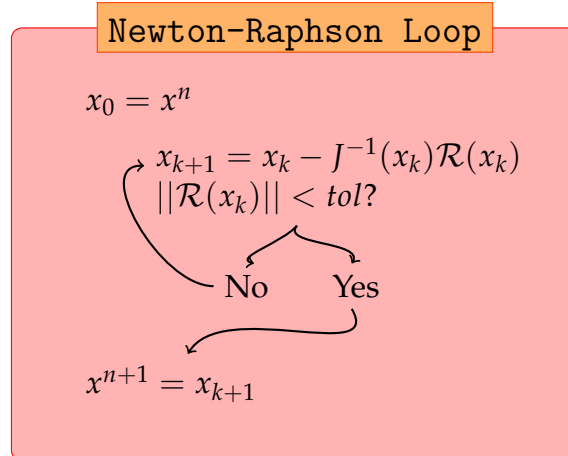 Newton-Raphson Loop
x_0 = x^n
x_{k+1} = x_k − J^{-1}(x_k)ℛ(x_k)
||ℛ(x_k)|| < tol?
No Yes
x^{n+1} = x_{k+1}